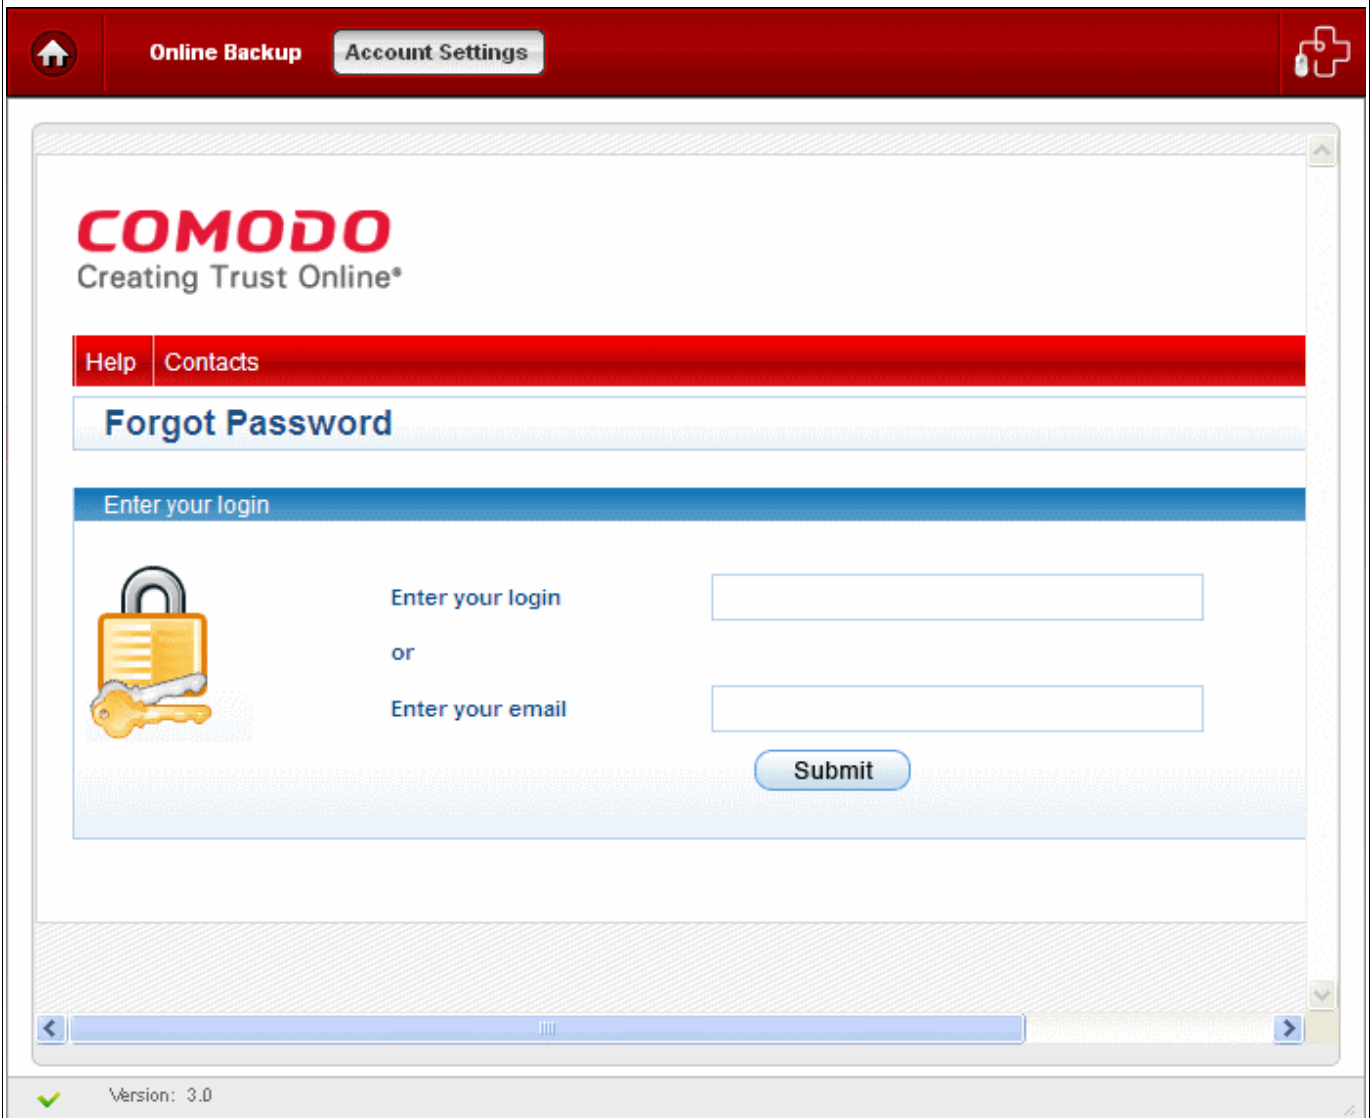 Online Backup Account Settings
COMODO
Creating Trust Online®
Help Contacts
Forgot Password
Enter your login
Enter your login
or
Enter your email
Submit
Version: 3.0